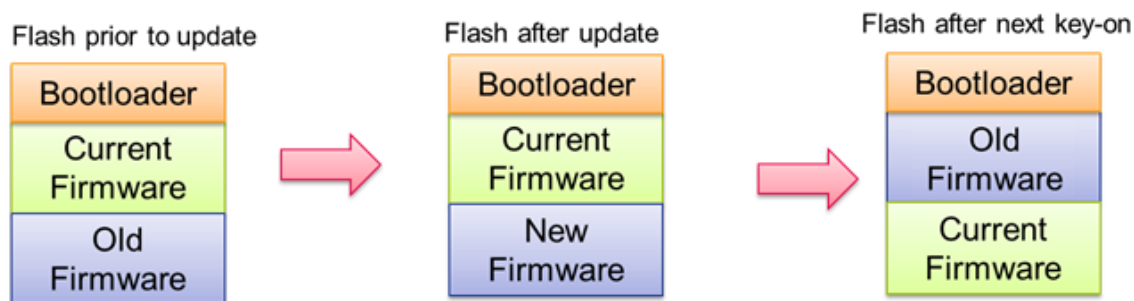 Flash prior to update
Bootloader
Current
Firmware
Old
Firmware
Flash after update
Bootloader
Current
Firmware
New
Firmware
Flash after next key-on
Bootloader
Old
Firmware
Current
Firmware